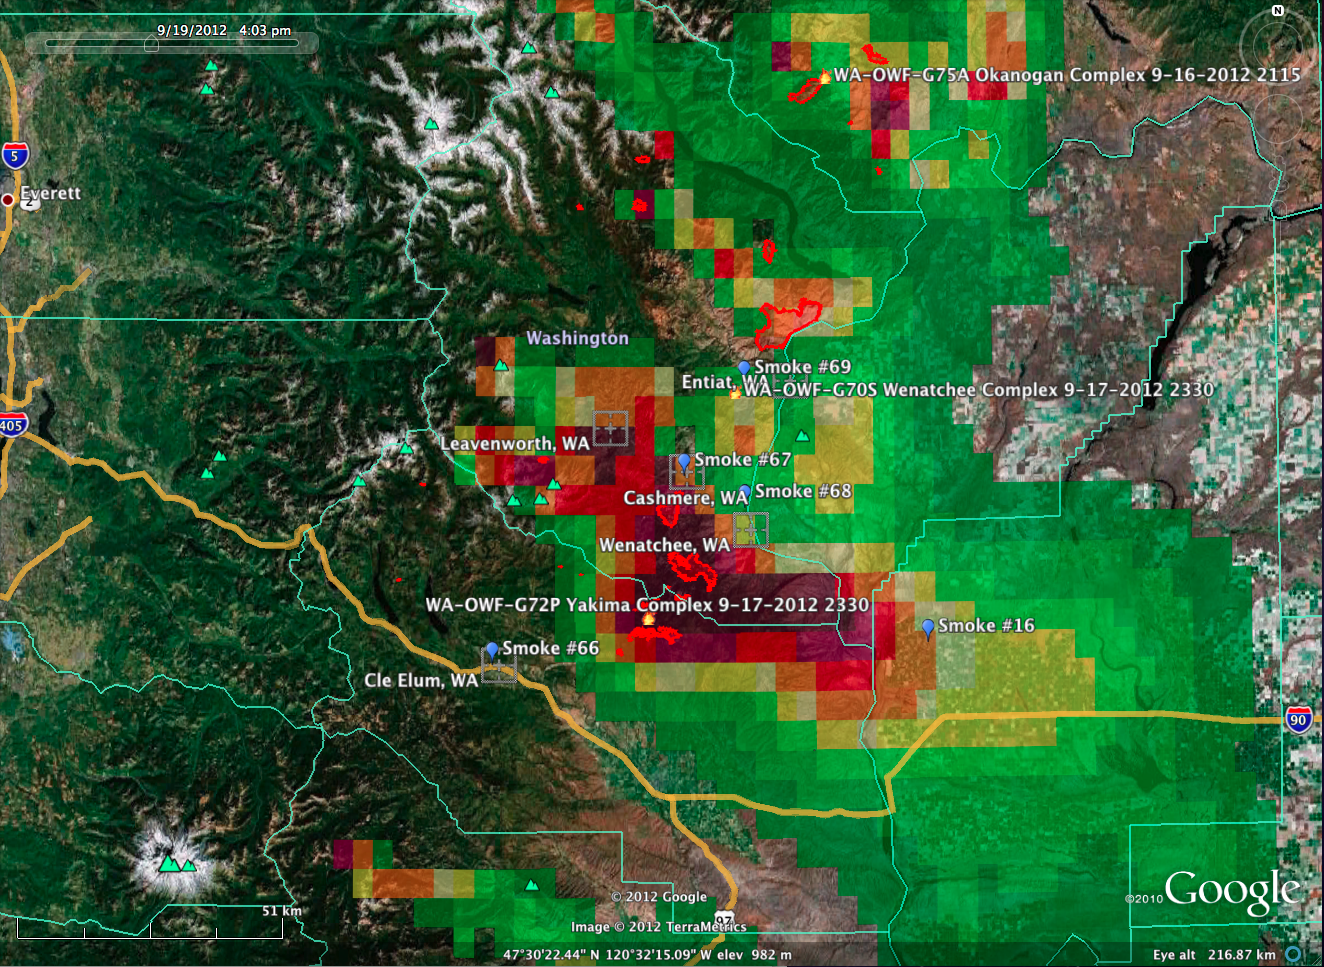 9/19/2012 4:03 pm
N
WA-OWF-G75A Okanogan Complex 9-16-2012 2115
5
Everett
2
Washington
Smoke #69
Entiat, WA
WA-OWF-G70S Wenatchee Complex 9-17-2012 2330
405
Leavenworth, WA
Smoke #67
Cashmere, WA
Smoke #68
Wenatchee, WA
WA-OWF-G72P Yakima Complex 9-17-2012 2330
Smoke #16
Smoke #66
Cle Elum, WA
90
© 2012 Google
©2010 Google
51 km
97
Image © 2012 TerraMetrics
47°30'22.44" N 120°32'15.09" W elev 982 m
Eye alt 216.87 km